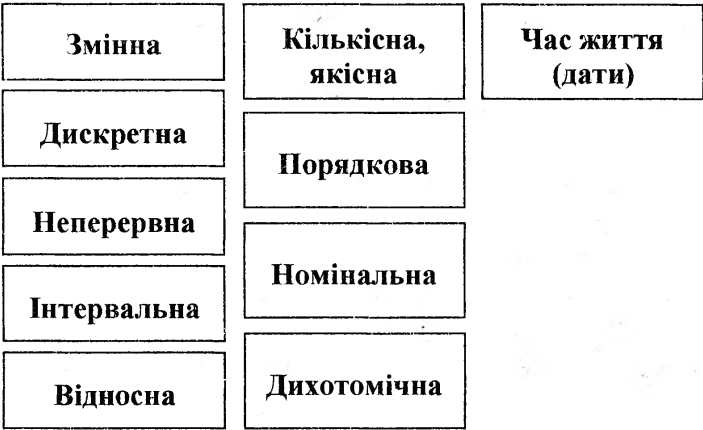 Змінна
Дискретна
Неперервна
Інтервальна
Відносна
Кількісна,
якісна
Порядкова
Номінальна
Дихотомічна
Час життя
(дати)